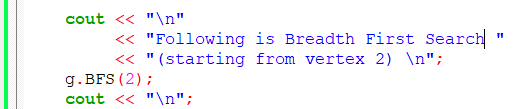 cout << "\n"
<< "Following is Breadth First Search "
<< "(starting from vertex 2) \n";
g.BFS(2);
cout << "\n";